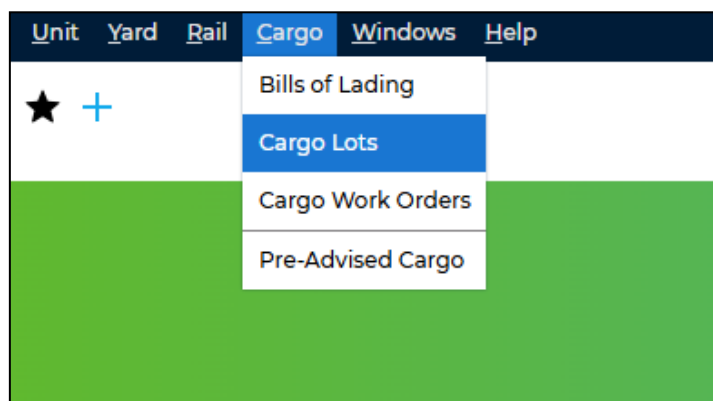 Unit Yard Rail Cargo Windows Help
Bills of Lading
Cargo Lots
Cargo Work Orders
Pre-Advised Cargo